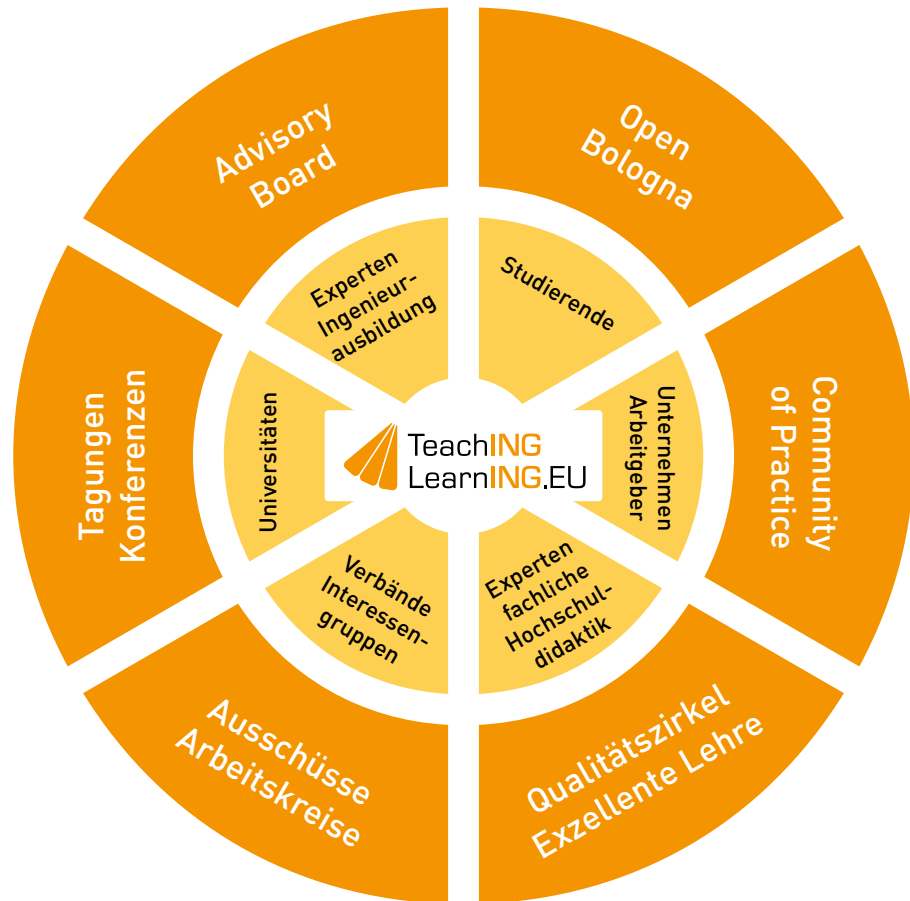 Advisory
Board
Open
Bologna
Experten
Ingenieur-
ausbildung
Studierende
Tagungen
Konferenzen
Universitäten
TeachING
LearnING.EU
Unternehmen
Arbeitgeber
Community
of Practice
Verbände
Interessen-
gruppen
Experten
fachliche
Hochschul-
didaktik
Ausschüsse
Arbeitskreise
Qualitätszirkel
Exzellente Lehre